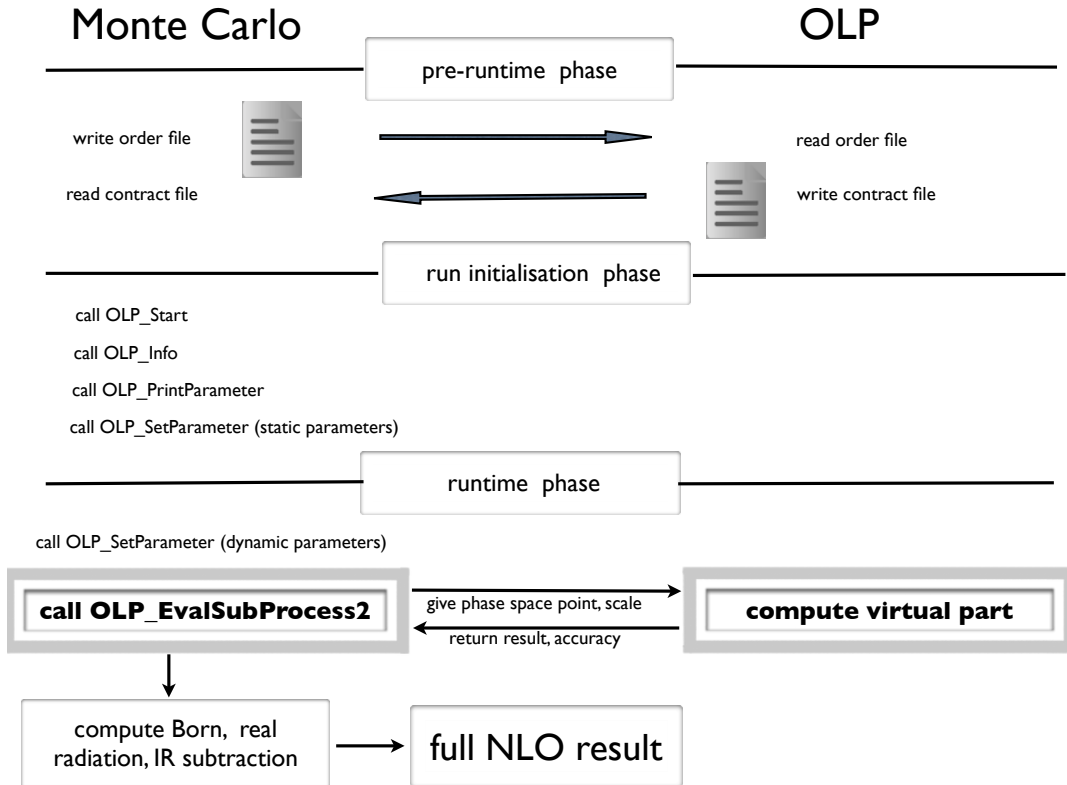 Monte Carlo
OLP
pre-runtime phase
write order file
read order file
read contract file
write contract file
run initialisation phase
call OLP_Start
call OLP_Info
call OLP_PrintParameter
call OLP_SetParameter (static parameters)
runtime phase
call OLP_SetParameter (dynamic parameters)
call OLP_EvalSubProcess2
give phase space point, scale
return result, accuracy
compute virtual part
compute Born, real
radiation, IR subtraction
full NLO result